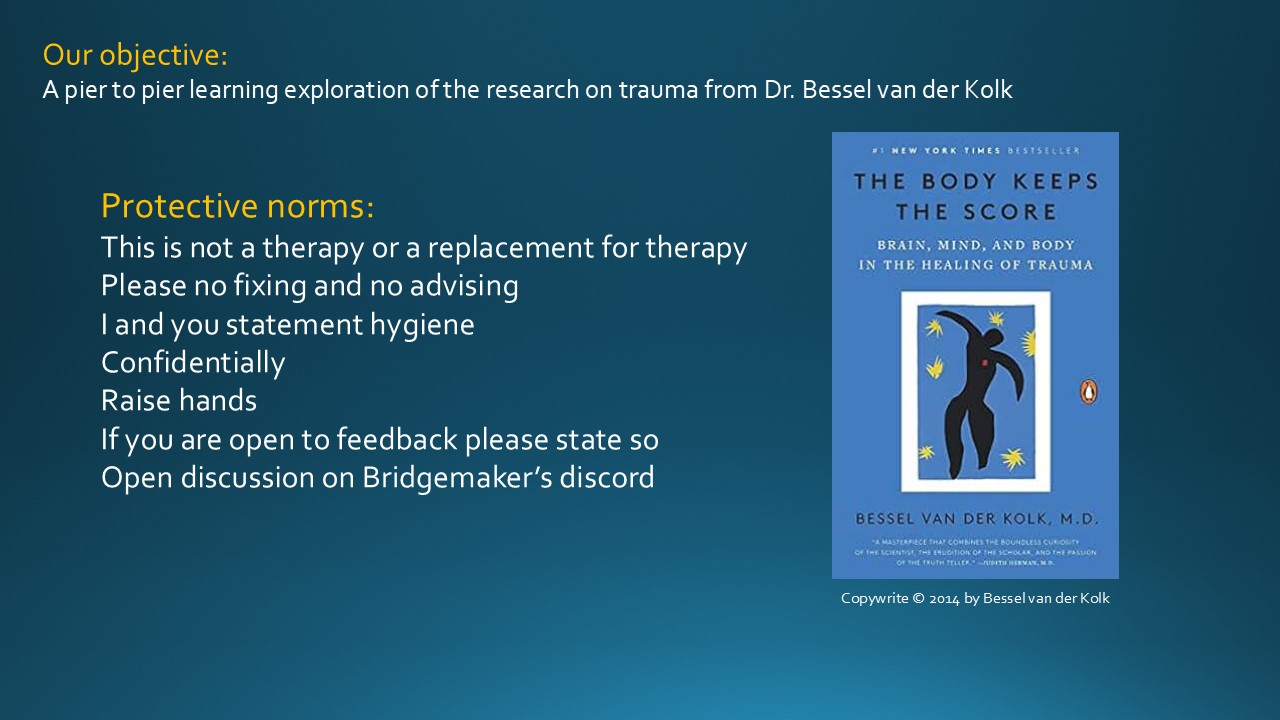 Our objective:
A pier to pier learning exploration of the research on trauma from Dr. Bessel van der Kolk
Protective norms:
This is not a therapy or a replacement for therapy
Please no fixing and no advising
I and you statement hygiene
Confidentially
Raise hands
If you are open to feedback please state so
Open discussion on Bridgemaker’s discord
#1 NEW YORK TIMES BESTSELLER
THE BODY KEEPS
THE SCORE
BRAIN, MIND, AND BODY
IN THE HEALING OF TRAUMA
BESSEL VAN DER KOLK, M.D.
"A MASTERPIECE THAT COMBINES THE BOUNDLESS CURIOSITY
OF THE SCIENTIST, THE ERUDITION OF THE SCHOLAR, AND THE PASSION
OF THE TRUTH TELLER." —JUDITH HERMAN, M.D.
Copywrite © 2014 by Bessel van der Kolk